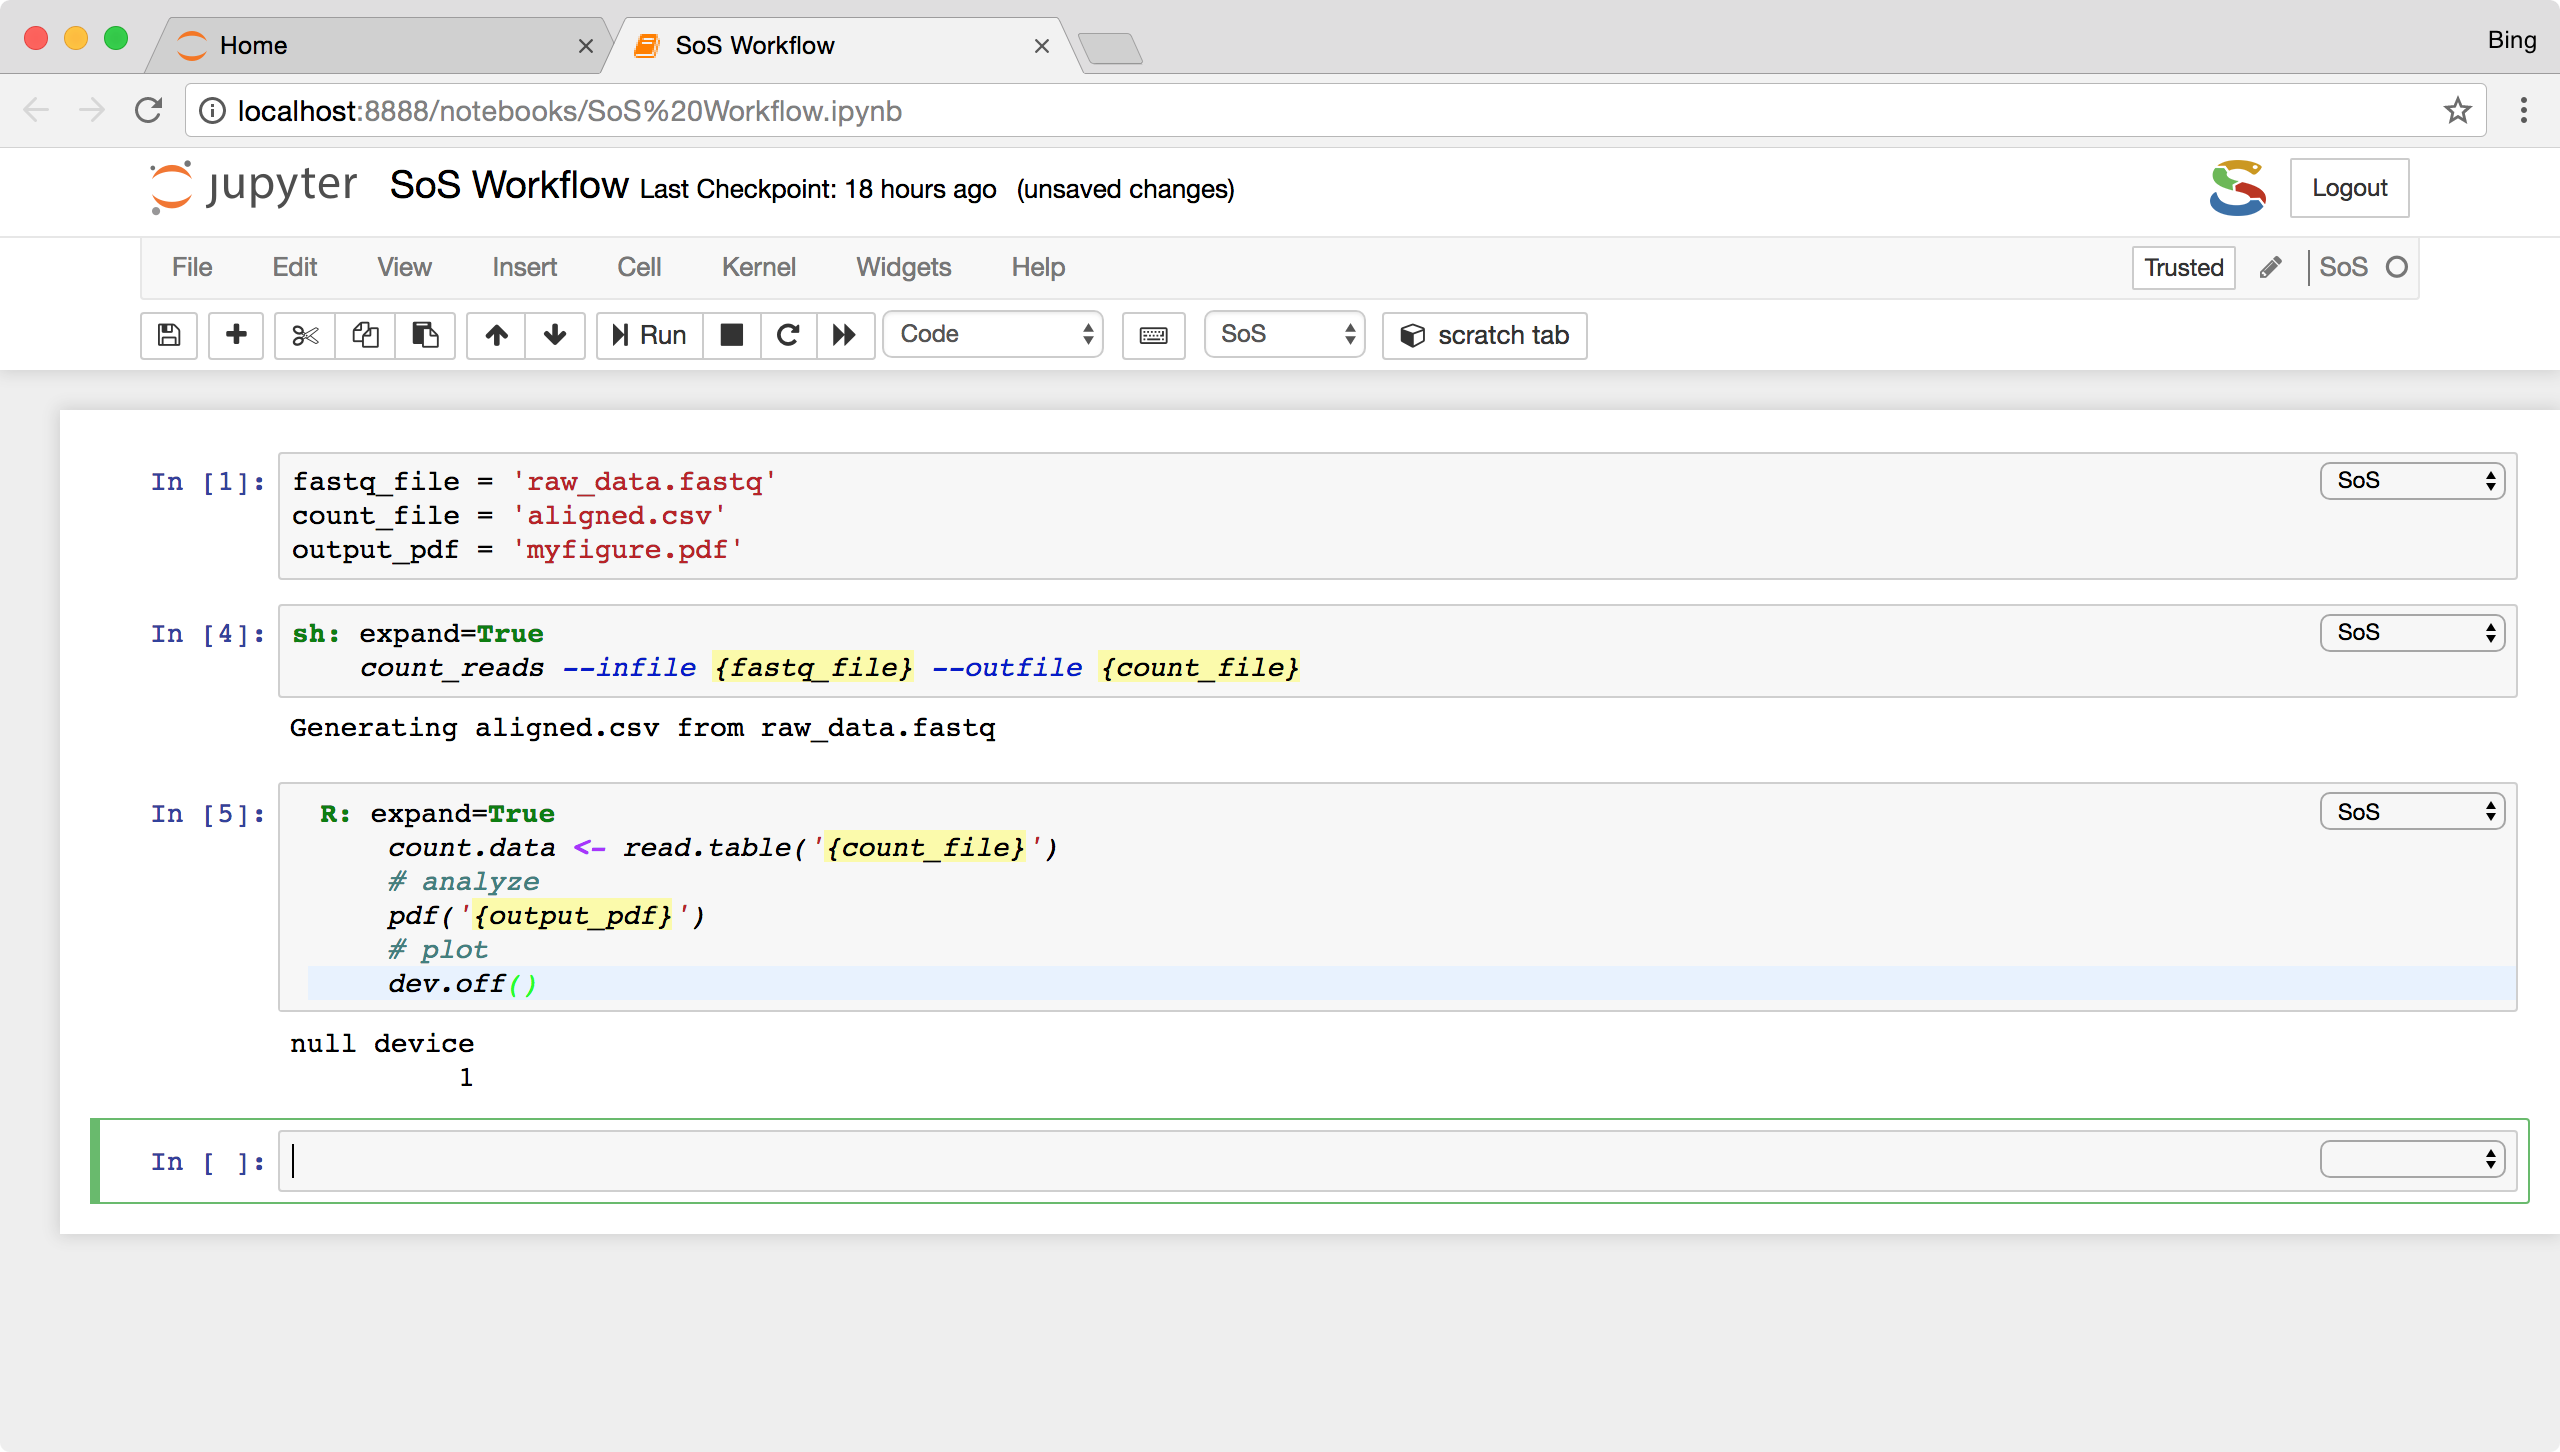 Home
SoS Workflow
Bing
localhost:8888/notebooks/SoS%20Workflow.ipynb
jupyter SoS Workflow Last Checkpoint: 18 hours ago (unsaved changes)
Logout
File Edit View Insert Cell Kernel Widgets Help
Trusted SoS
Run Code SoS scratch tab
In [1]: fastq_file = 'raw_data.fastq' SoS
count_file = 'aligned.csv'
output_pdf = 'myfigure.pdf'
In [4]: sh: expand=True SoS
count_reads --infile {fastq_file} --outfile {count_file}
Generating aligned.csv from raw_data.fastq
In [5]: R: expand=True SoS
count.data <- read.table('{count_file}')
# analyze
pdf('{output_pdf}')
# plot
dev.off()
null device
1
In [ ]: